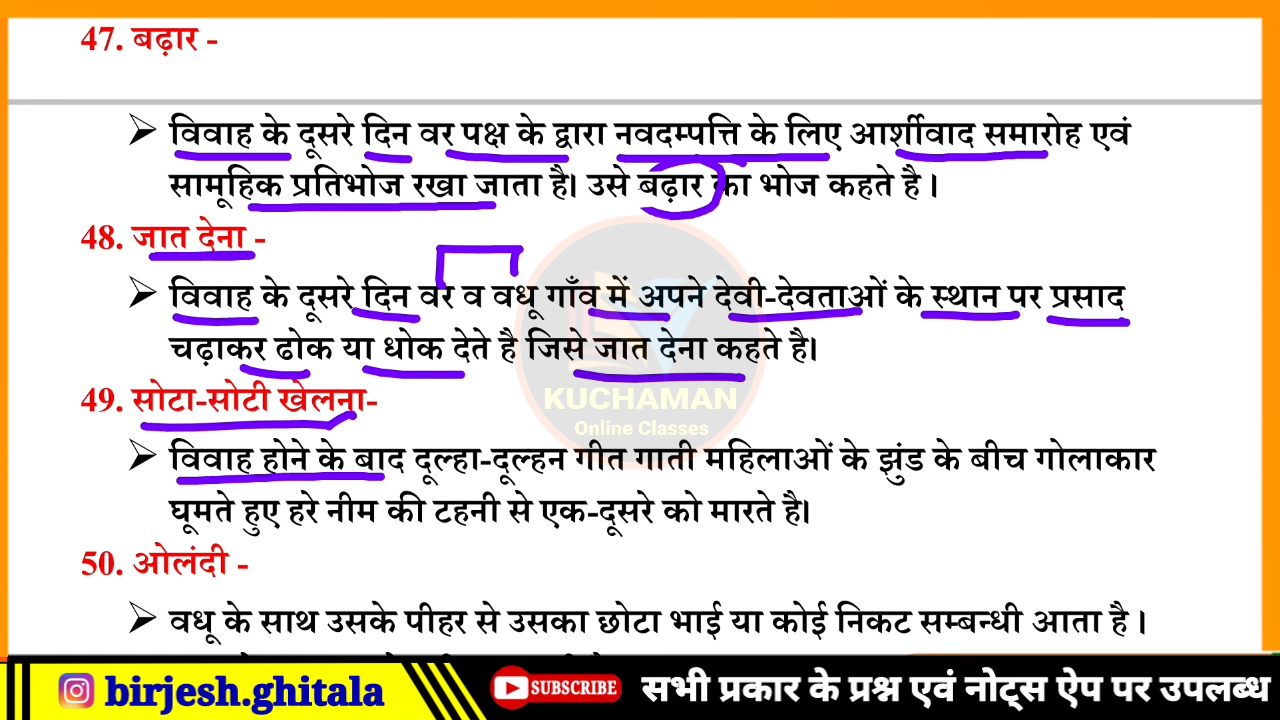 47. बढ़ार -
➢ विवाह के दूसरे दिन वर पक्ष के द्वारा नवदम्पत्ति के लिए आर्शीवाद समारोह एवं
सामूहिक प्रतिभोज रखा जाता है। उसे बढ़ार का भोज कहते है ।
48. जात देना -
➢ विवाह के दूसरे दिन वर व वधू गाँव में अपने देवी-देवताओं के स्थान पर प्रसाद
चढ़ाकर ढोक या धोक देते है जिसे जात देना कहते है।
49. सोटा-सोटी खेलना-
➢ विवाह होने के बाद दूल्हा-दूल्हन गीत गाती महिलाओं के झुंड के बीच गोलाकार
घूमते हुए हरे नीम की टहनी से एक-दूसरे को मारते है।
50. ओलंदी -
➢ वधू के साथ उसके पीहर से उसका छोटा भाई या कोई निकट सम्बन्धी आता है ।
KUCHAMAN
Online Classes
birjesh.ghitala SUBSCRIBE सभी प्रकार के प्रश्न एवं नोट्स ऐप पर उपलब्ध